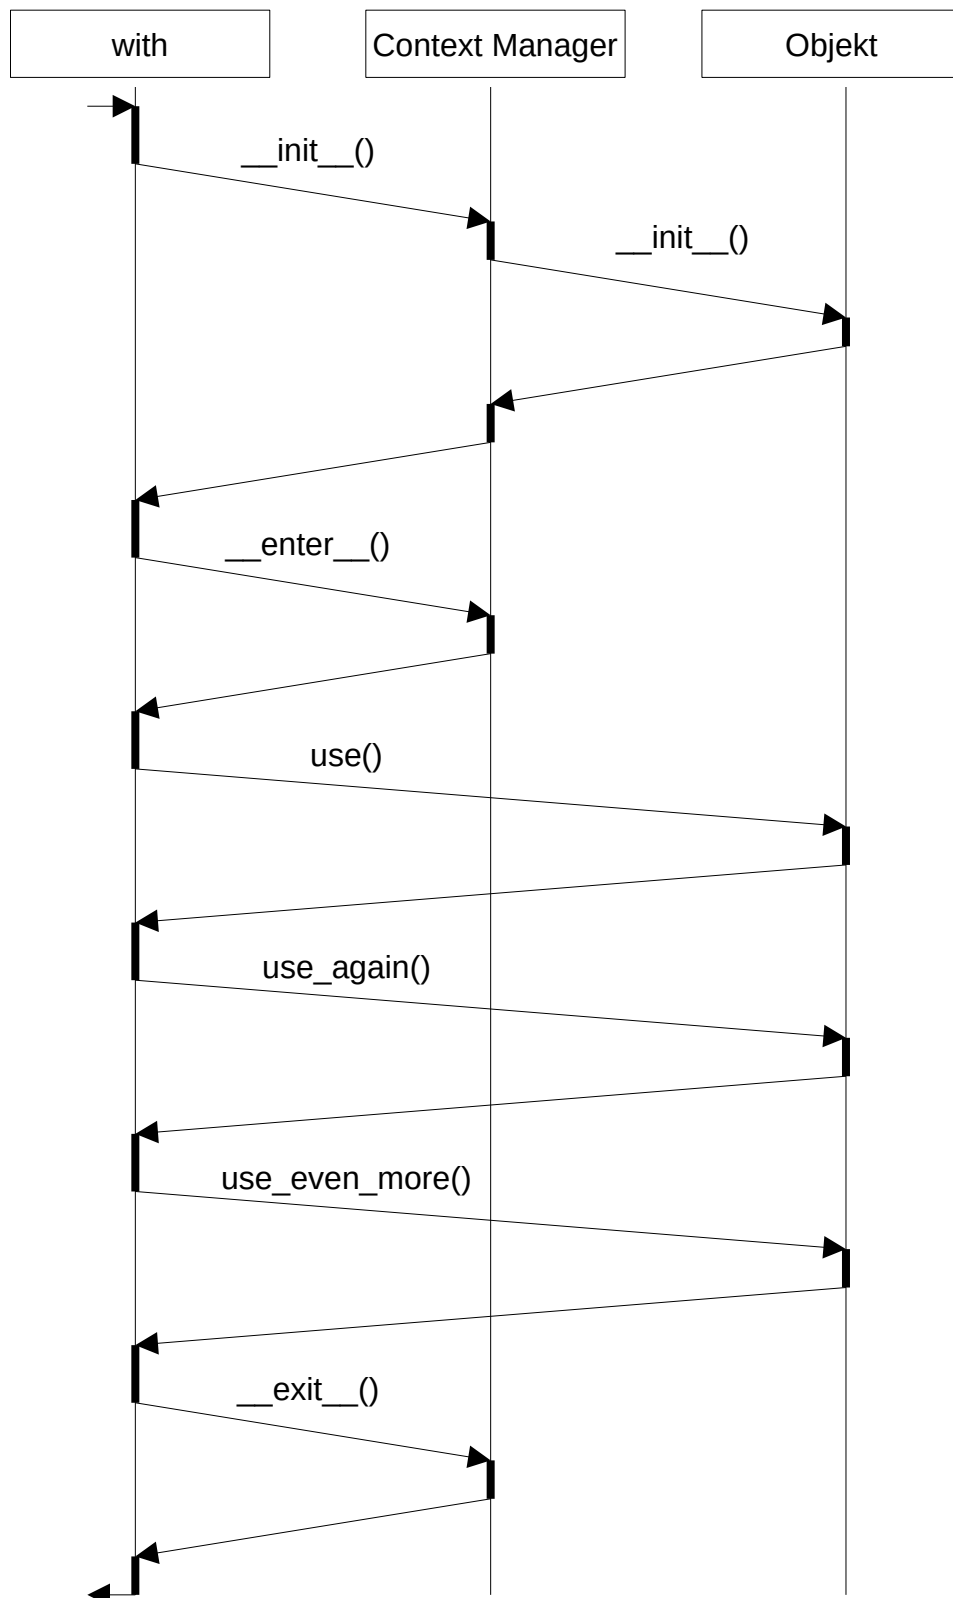 with
Context Manager
Objekt
__init__()
__init__()
__enter__()
use()
use_again()
use_even_more()
__exit__()